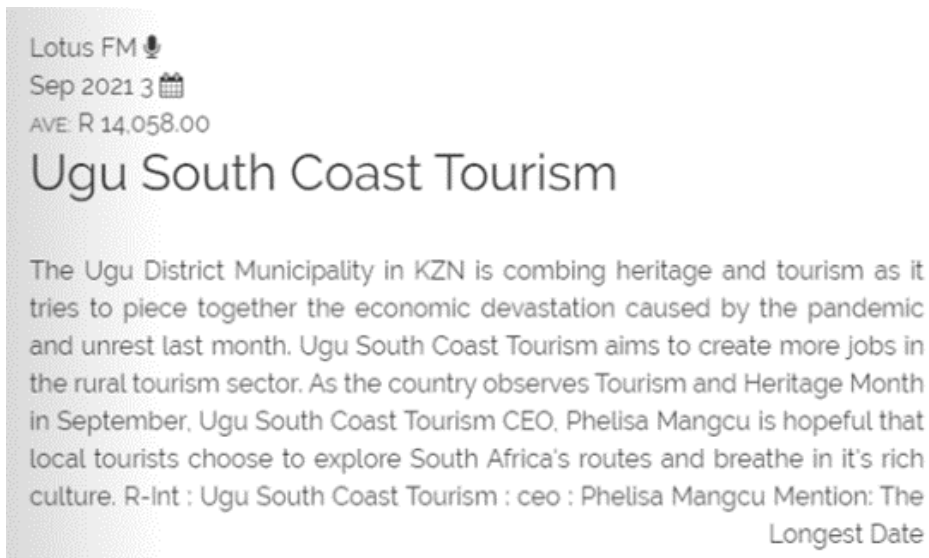 Lotus FM
Sep 2021 3
AVE: R 14,058.00
Ugu South Coast Tourism
The Ugu District Municipality in KZN is combing heritage and tourism as it
tries to piece together the economic devastation caused by the pandemic
and unrest last month. Ugu South Coast Tourism aims to create more jobs in
the rural tourism sector. As the country observes Tourism and Heritage Month
in September, Ugu South Coast Tourism CEO, Phelisa Mangcu is hopeful that
local tourists choose to explore South Africa's routes and breathe in it's rich
culture. R-Int : Ugu South Coast Tourism : ceo : Phelisa Mangcu Mention: The
Longest Date